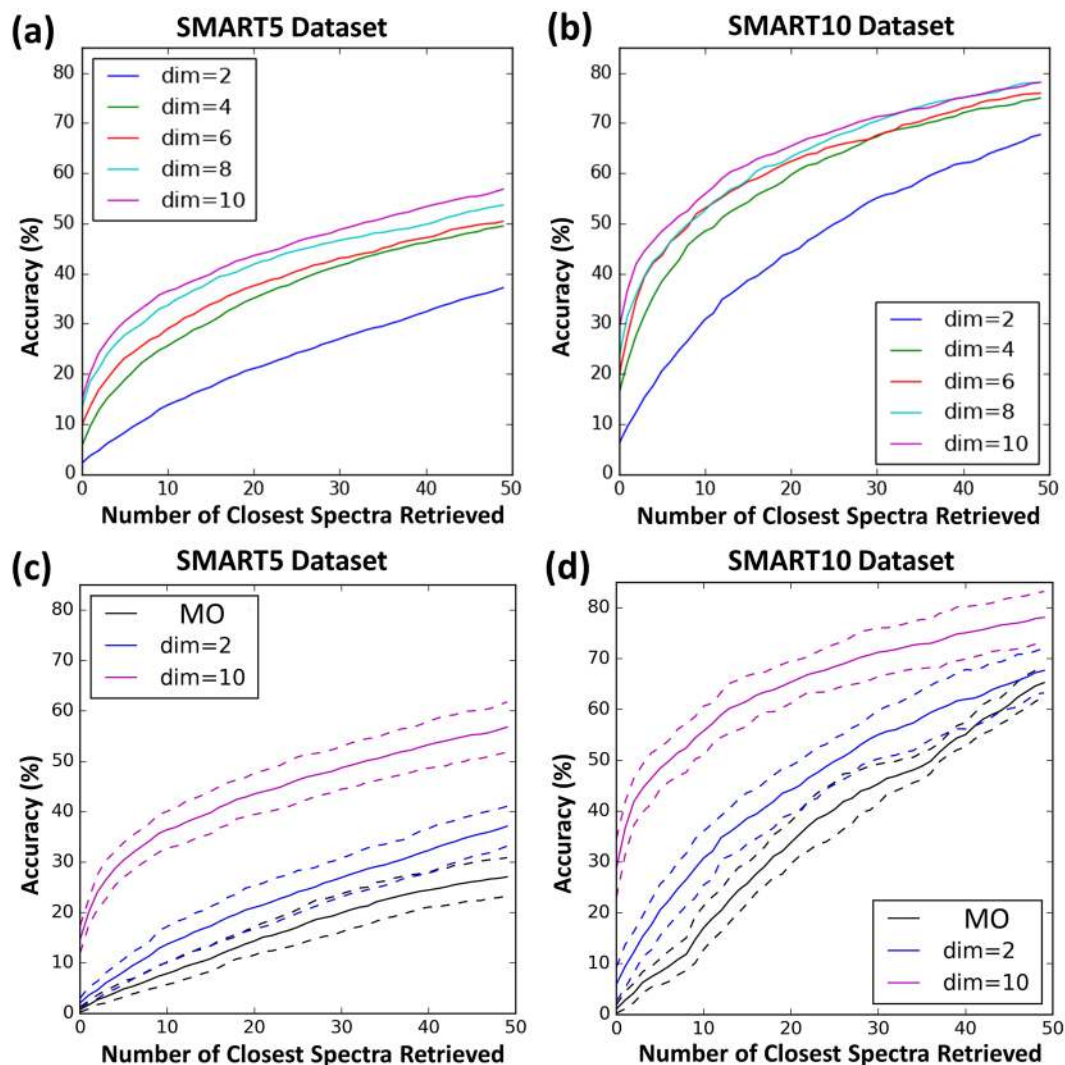 (a)
SMART5 Dataset
80
70
60
50
40
30
20
10
0
Accuracy (%)
dim=2
dim=4
dim=6
dim=8
dim=10
0 10 20 30 40 50
Number of Closest Spectra Retrieved
(b)
SMART10 Dataset
80
70
60
50
40
30
20
10
0
Accuracy (%)
dim=2
dim=4
dim=6
dim=8
dim=10
0 10 20 30 40 50
Number of Closest Spectra Retrieved
(c)
SMART5 Dataset
80
70
60
50
40
30
20
10
0
Accuracy (%)
MO
dim=2
dim=10
0 10 20 30 40 50
Number of Closest Spectra Retrieved
(d)
SMART10 Dataset
80
70
60
50
40
30
20
10
0
Accuracy (%)
MO
dim=2
dim=10
0 10 20 30 40 50
Number of Closest Spectra Retrieved